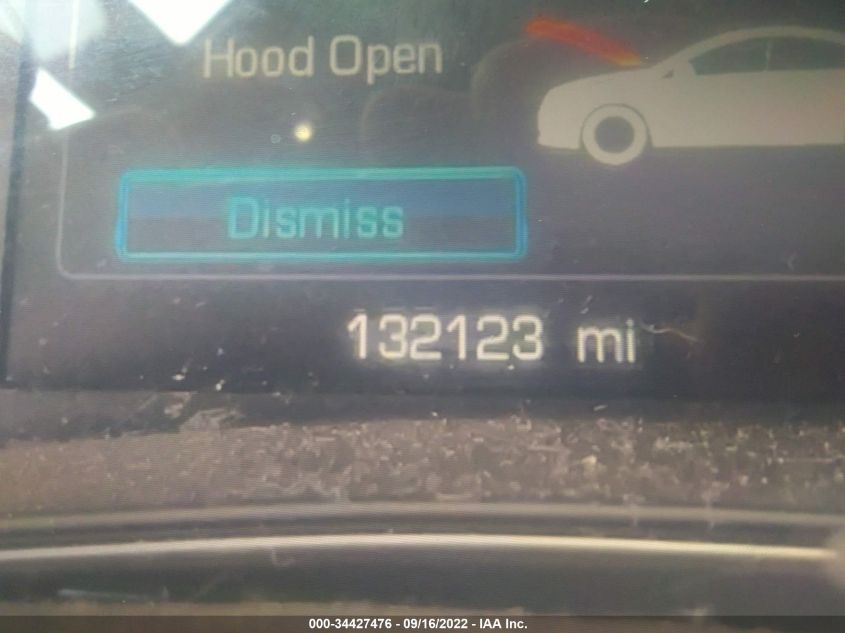 Hood Open
Dismiss
132123 mi
000-34427476 - 09/16/2022 - IAA Inc.